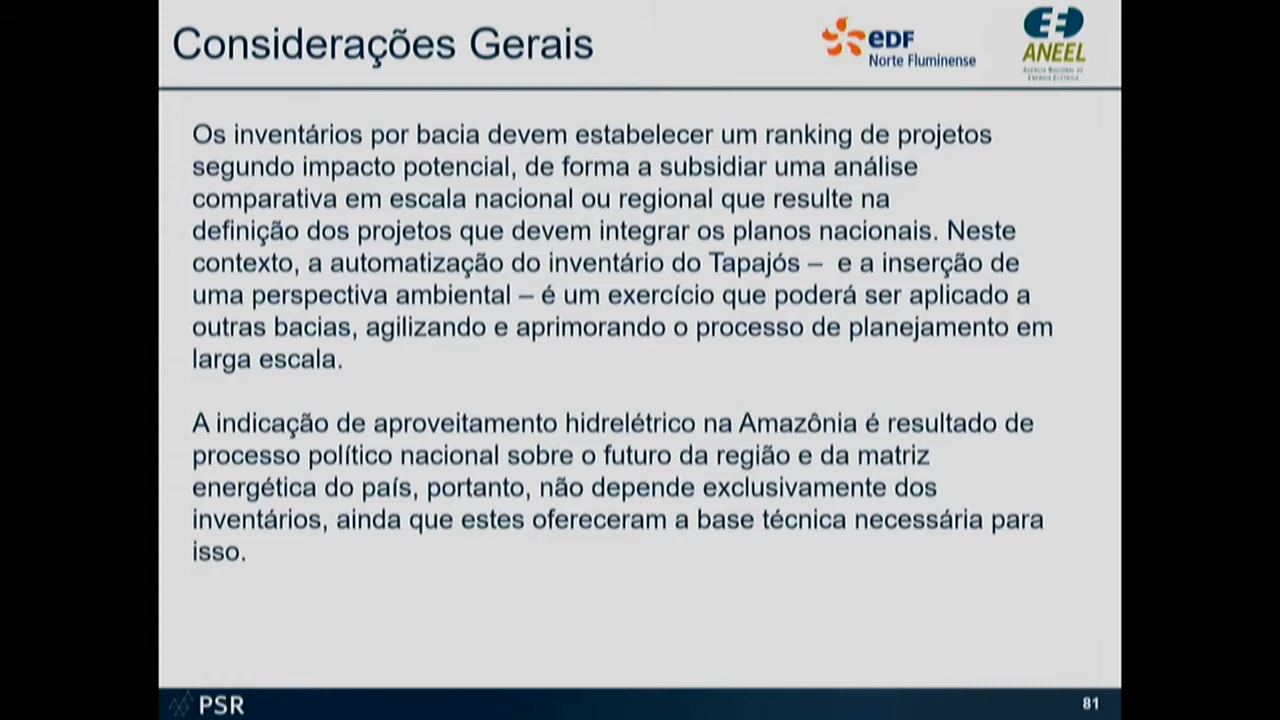 Considerações Gerais
eDF
Norte Fluminense
ANEEL
AGÊNCIA NACIONAL DE
ENERGIA ELÉTRICA
Os inventários por bacia devem estabelecer um ranking de projetos
segundo impacto potencial, de forma a subsidiar uma análise
comparativa em escala nacional ou regional que resulte na
definição dos projetos que devem integrar os planos nacionais. Neste
contexto, a automatização do inventário do Tapajós – e a inserção de
uma perspectiva ambiental – é um exercício que poderá ser aplicado a
outras bacias, agilizando e aprimorando o processo de planejamento em
larga escala.
A indicação de aproveitamento hidrelétrico na Amazônia é resultado de
processo político nacional sobre o futuro da região e da matriz
energética do país, portanto, não depende exclusivamente dos
inventários, ainda que estes ofereceram a base técnica necessária para
isso.
PSR
81